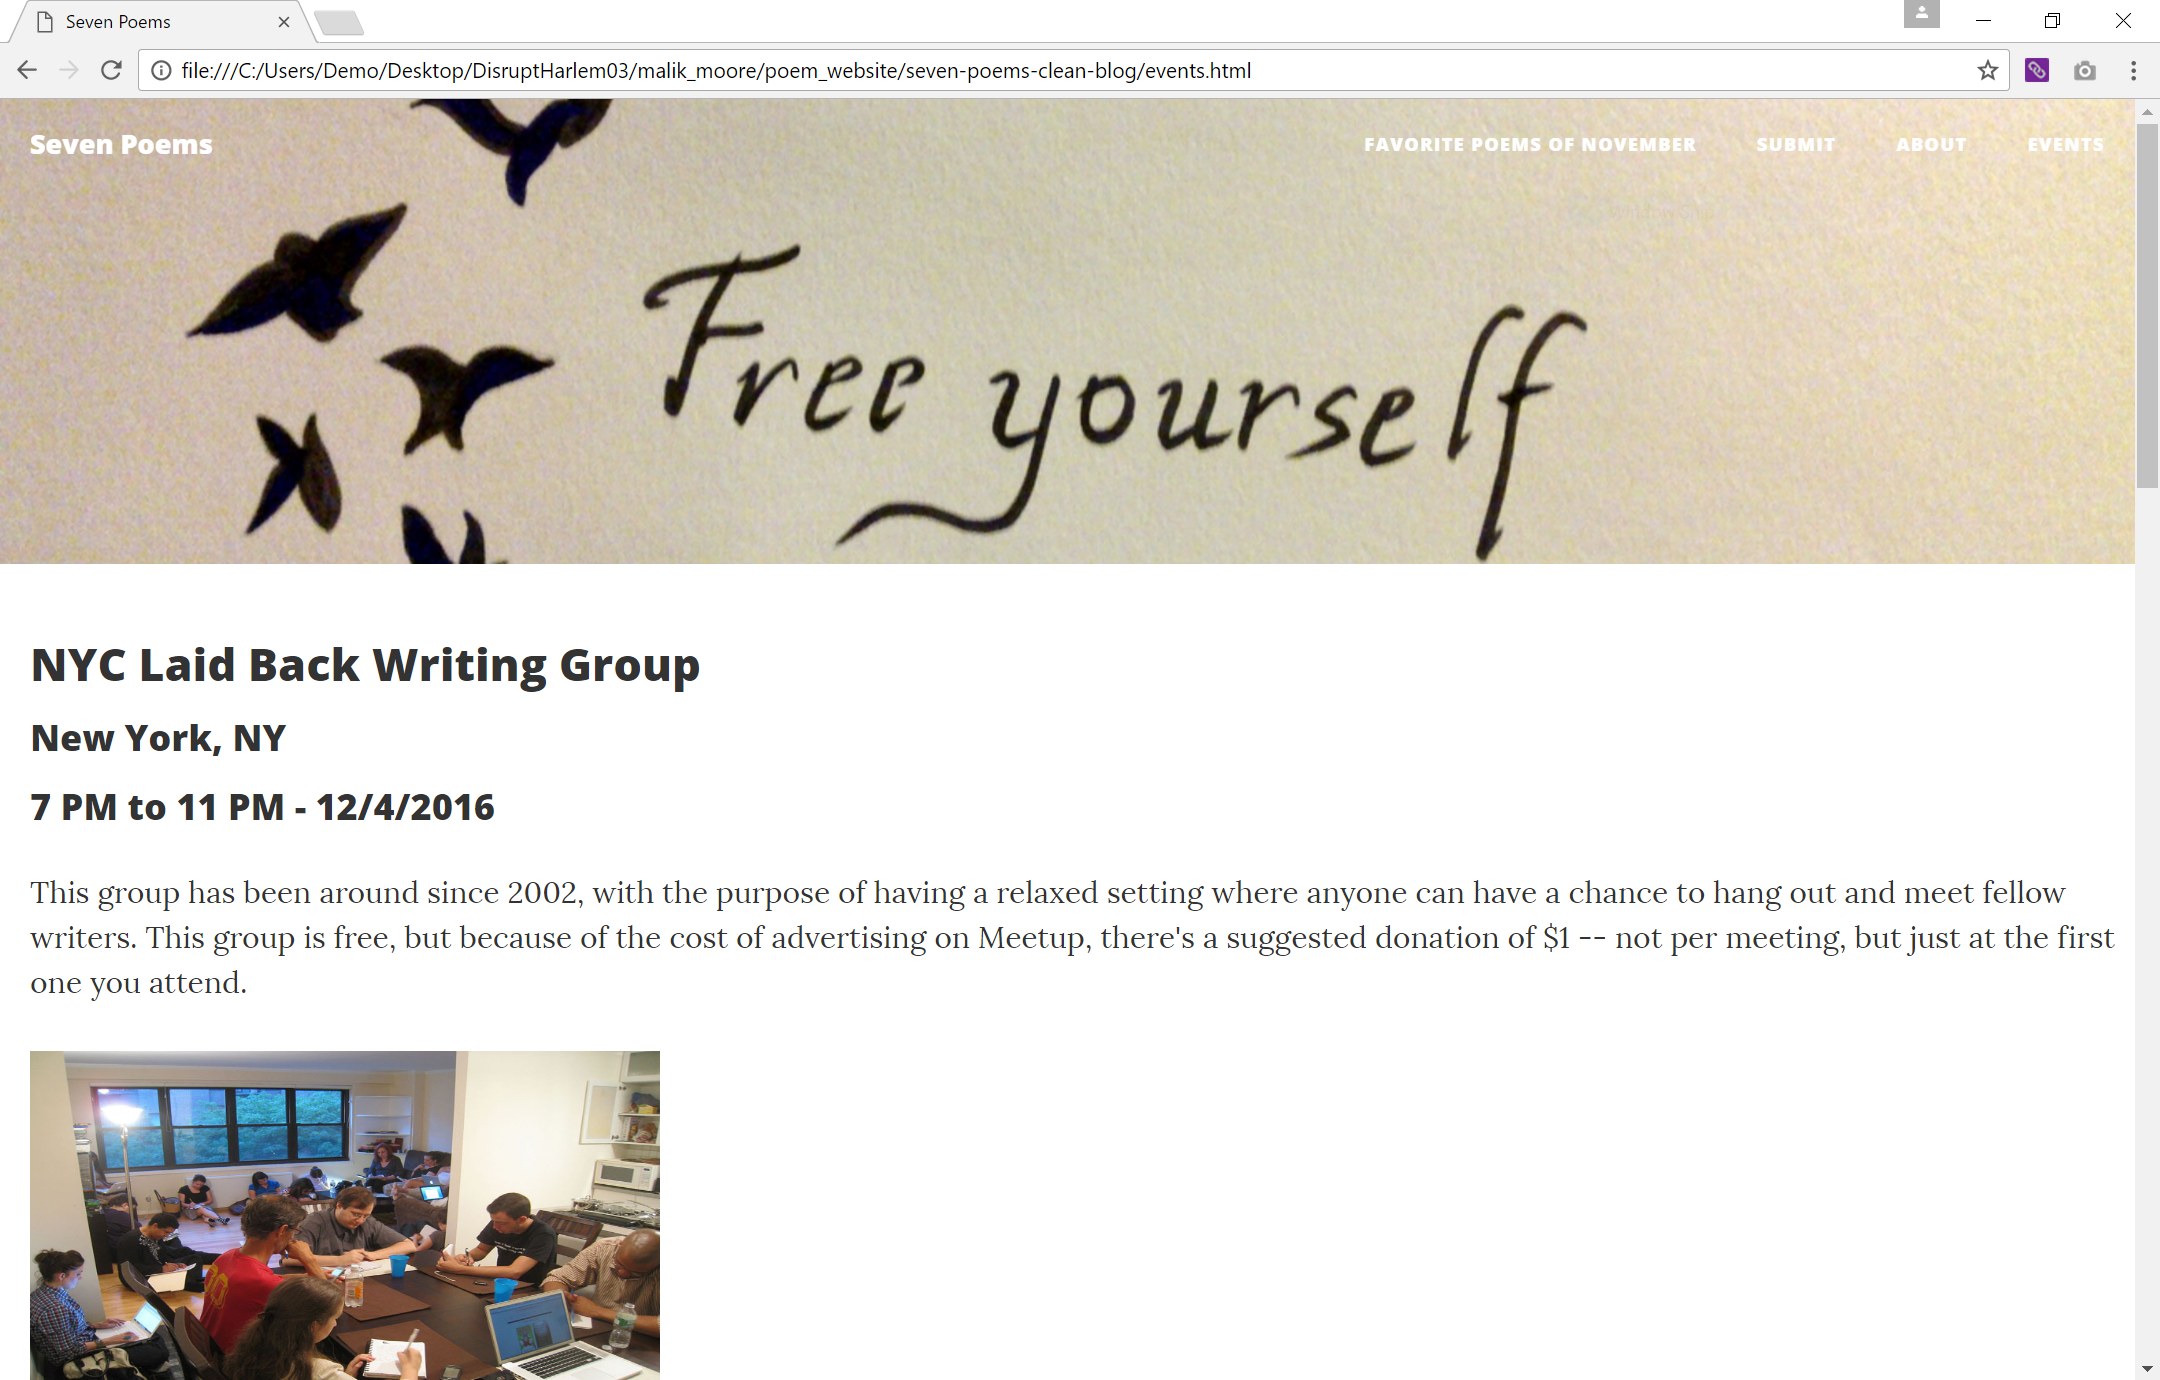 Seven Poems
file:///C:/Users/Demo/Desktop/DisruptHarlem03/malik_moore/poem_website/seven-poems-clean-blog/events.html
Seven Poems
FAVORITE POEMS OF NOVEMBER SUBMIT ABOUT EVENTS
Free yourself
NYC Laid Back Writing Group
New York, NY
7 PM to 11 PM - 12/4/2016
This group has been around since 2002, with the purpose of having a relaxed setting where anyone can have a chance to hang out and meet fellow
writers. This group is free, but because of the cost of advertising on Meetup, there's a suggested donation of $1 -- not per meeting, but just at the first
one you attend.